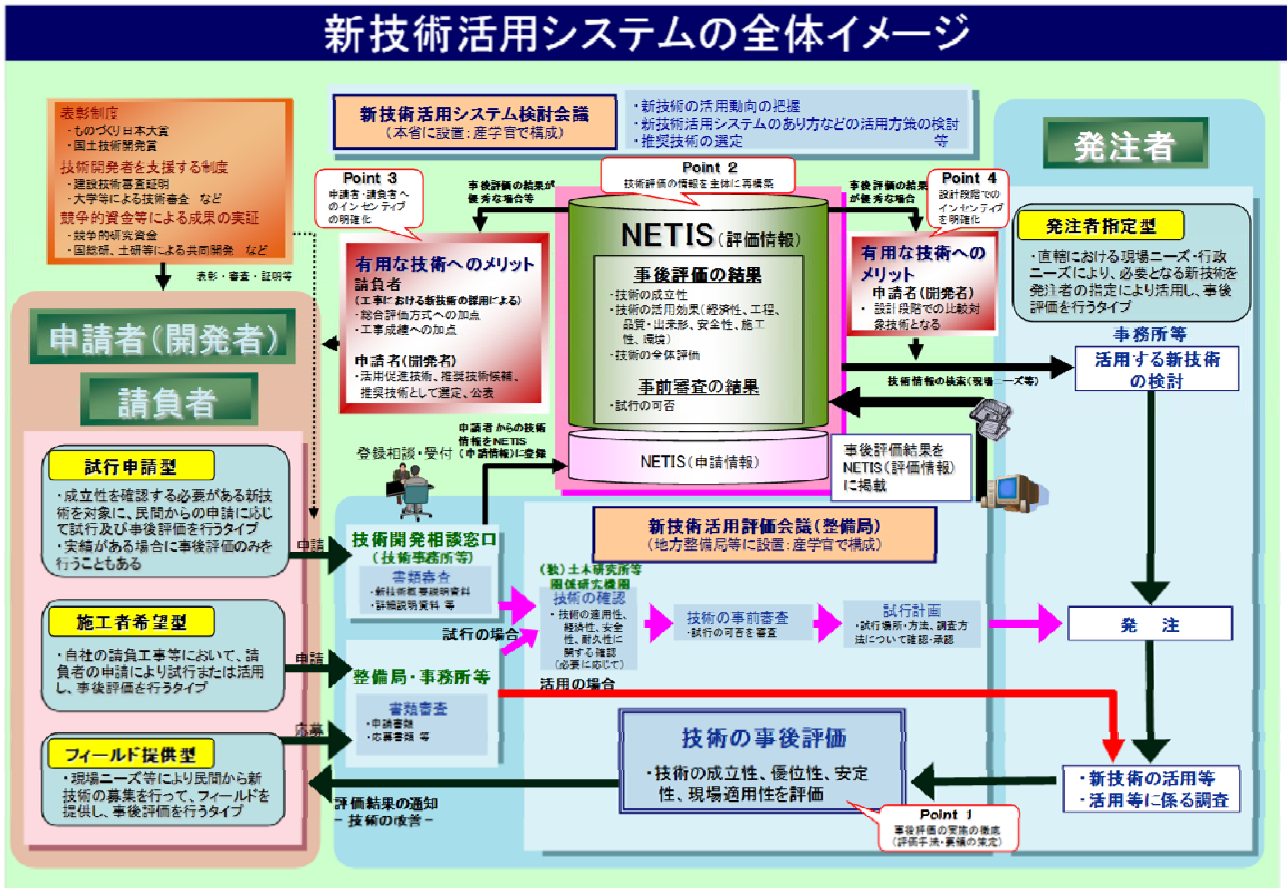 新技術活用システムの全体イメージ
表彰制度
・ものづくり日本大賞
・国土技術開発賞
技術開発者を支援する制度
・建設技術審査証明
・大学等による技術審査 など
競争的資金等による成果の実証
・競争的研究資金
・国総研、土研等による共同開発 など
表彰・審査・証明等
新技術活用システム検討会議
(本省に設置:産学官で構成)
・新技術の活用動向の把握
・新技術活用システムのあり方などの活用方策の検討
・推奨技術の選定 等
発注者
Point 3
申請者・請負者へ
のインセンティブ
の明確化
事後評価の結果が
優秀な場合等
Point 2
技術評価の情報を主体に再構築
事後評価の結果
が優秀な場合
Point 4
設計段階での
インセンティブ
を明確化
有用な技術へのメリット
請負者
(工事における新技術の採用による)
・総合評価方式への加点
・工事成績への加点
申請者(開発者)
・活用促進技術、推奨技術候補、
推奨技術として選定、公表
NETIS(評価情報)
事後評価の結果
・技術の成立性
・技術の活用効果(経済性、工程、
品質・出来形、安全性、施工
性、環境)
・技術の全体評価
事前審査の結果
・試行の可否
NETIS(申請情報)
有用な技術への
メリット
申請者(開発者)
・設計段階での比較対
象技術となる
発注者指定型
・直轄における現場ニーズ・行政
ニーズにより、必要となる新技術を
発注者の指定により活用し、事後
評価を行うタイプ
事務所等
活用する新技術
の検討
技術情報の検索(現場ニーズ等)
事後評価結果を
NETIS(評価情報)
に掲載
申請者(開発者)
請負者
登録相談・受付
申請者からの技術
情報をNETIS
(申請情報)に登録
試行申請型
・成立性を確認する必要がある新技
術を対象に、民間からの申請に応じ
て試行及び事後評価を行うタイプ
・実績がある場合に事後評価のみを
行うこともある
申請
技術開発相談窓口
(技術事務所等)
書類審査
・新技術概要説明資料
・詳細説明資料 等
新技術活用評価会議(整備局)
(地方整備局等に設置:産学官で構成)
(独)土木研究所等
関係研究機関
技術の確認
・技術の適用性、
経済性、安全
性、耐久性に
関する確認
(必要に応じて)
技術の事前審査
・試行の可否を審査
試行計画
・試行場所・方法、調査方
法について確認・承認
発 注
試行の場合
活用の場合
施工者希望型
・自社の請負工事等において、請
負者の申請により試行または活用
し、事後評価を行うタイプ
申請
整備局・事務所等
書類審査
・申請書類
・応募書類 等
応募
フィールド提供型
・現場ニーズ等により民間から新
技術の募集を行って、フィールドを
提供し、事後評価を行うタイプ
評価結果の通知
- 技術の改善 -
技術の事後評価
・技術の成立性、優位性、安定
性、現場適用性を評価
Point 1
事後評価の実施の徹底
(評価手法・要領の策定)
・新技術の活用等
・活用等に係る調査